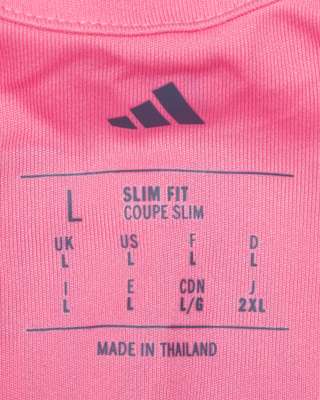 L SLIM FIT
COUPE SLIM
UK US F D
L L L L
I E CDN J
L L L/G 2XL
MADE IN THAILAND